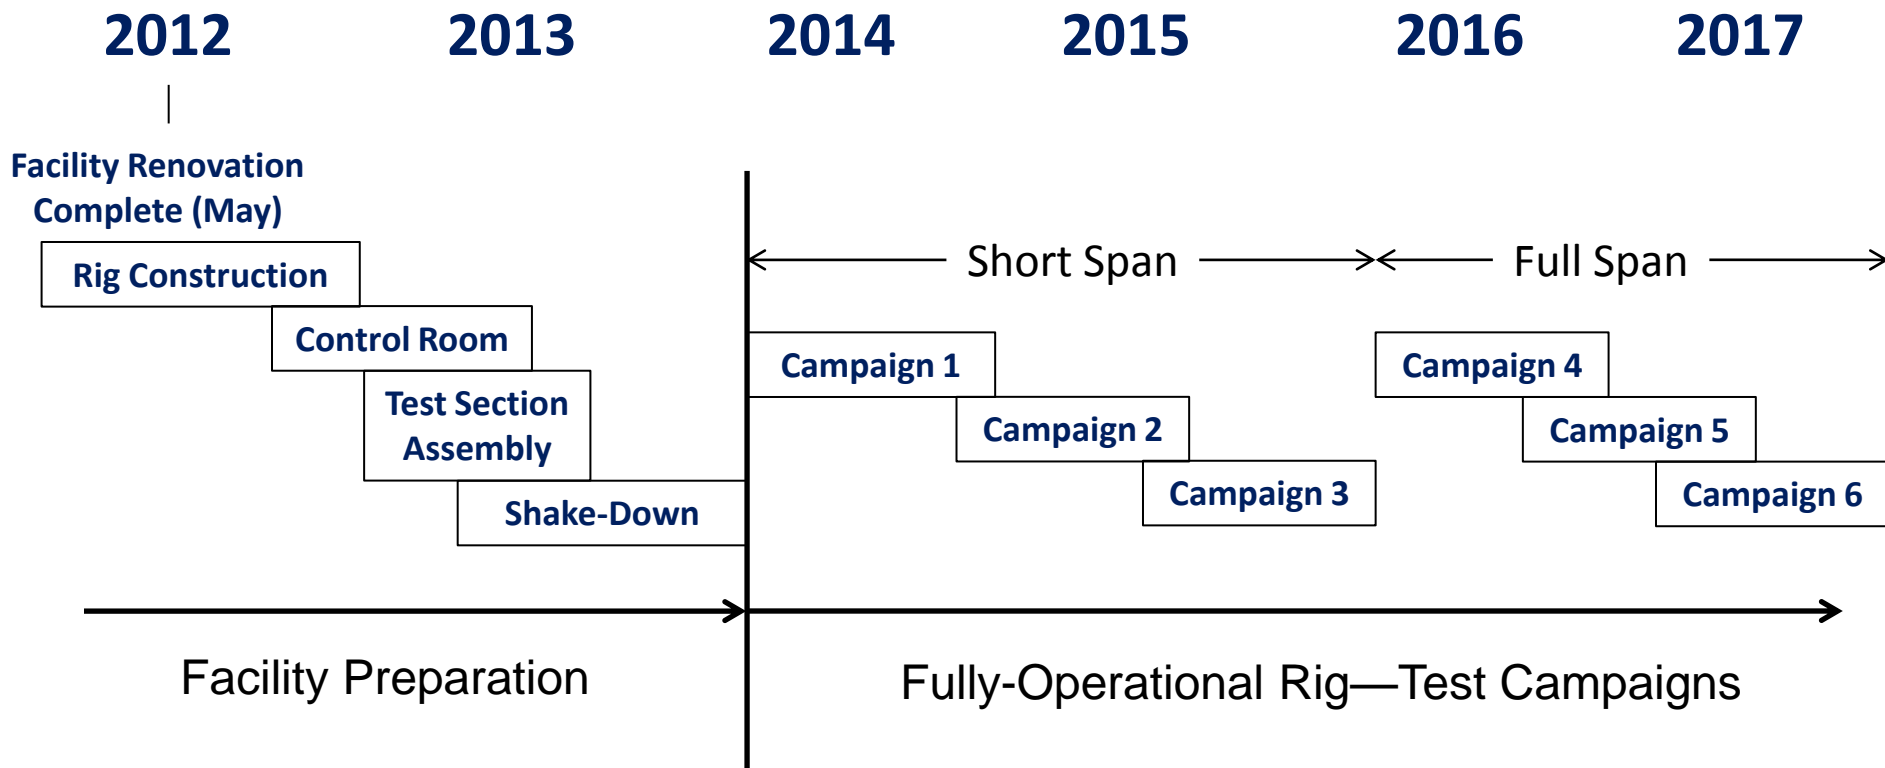 2012 2013 2014 2015 2016 2017
Facility Renovation
Complete (May)
Rig Construction
Control Room
Test Section
Assembly
Shake-Down
Short Span
Full Span
Campaign 1
Campaign 2
Campaign 3
Campaign 4
Campaign 5
Campaign 6
Facility Preparation
Fully-Operational Rig—Test Campaigns